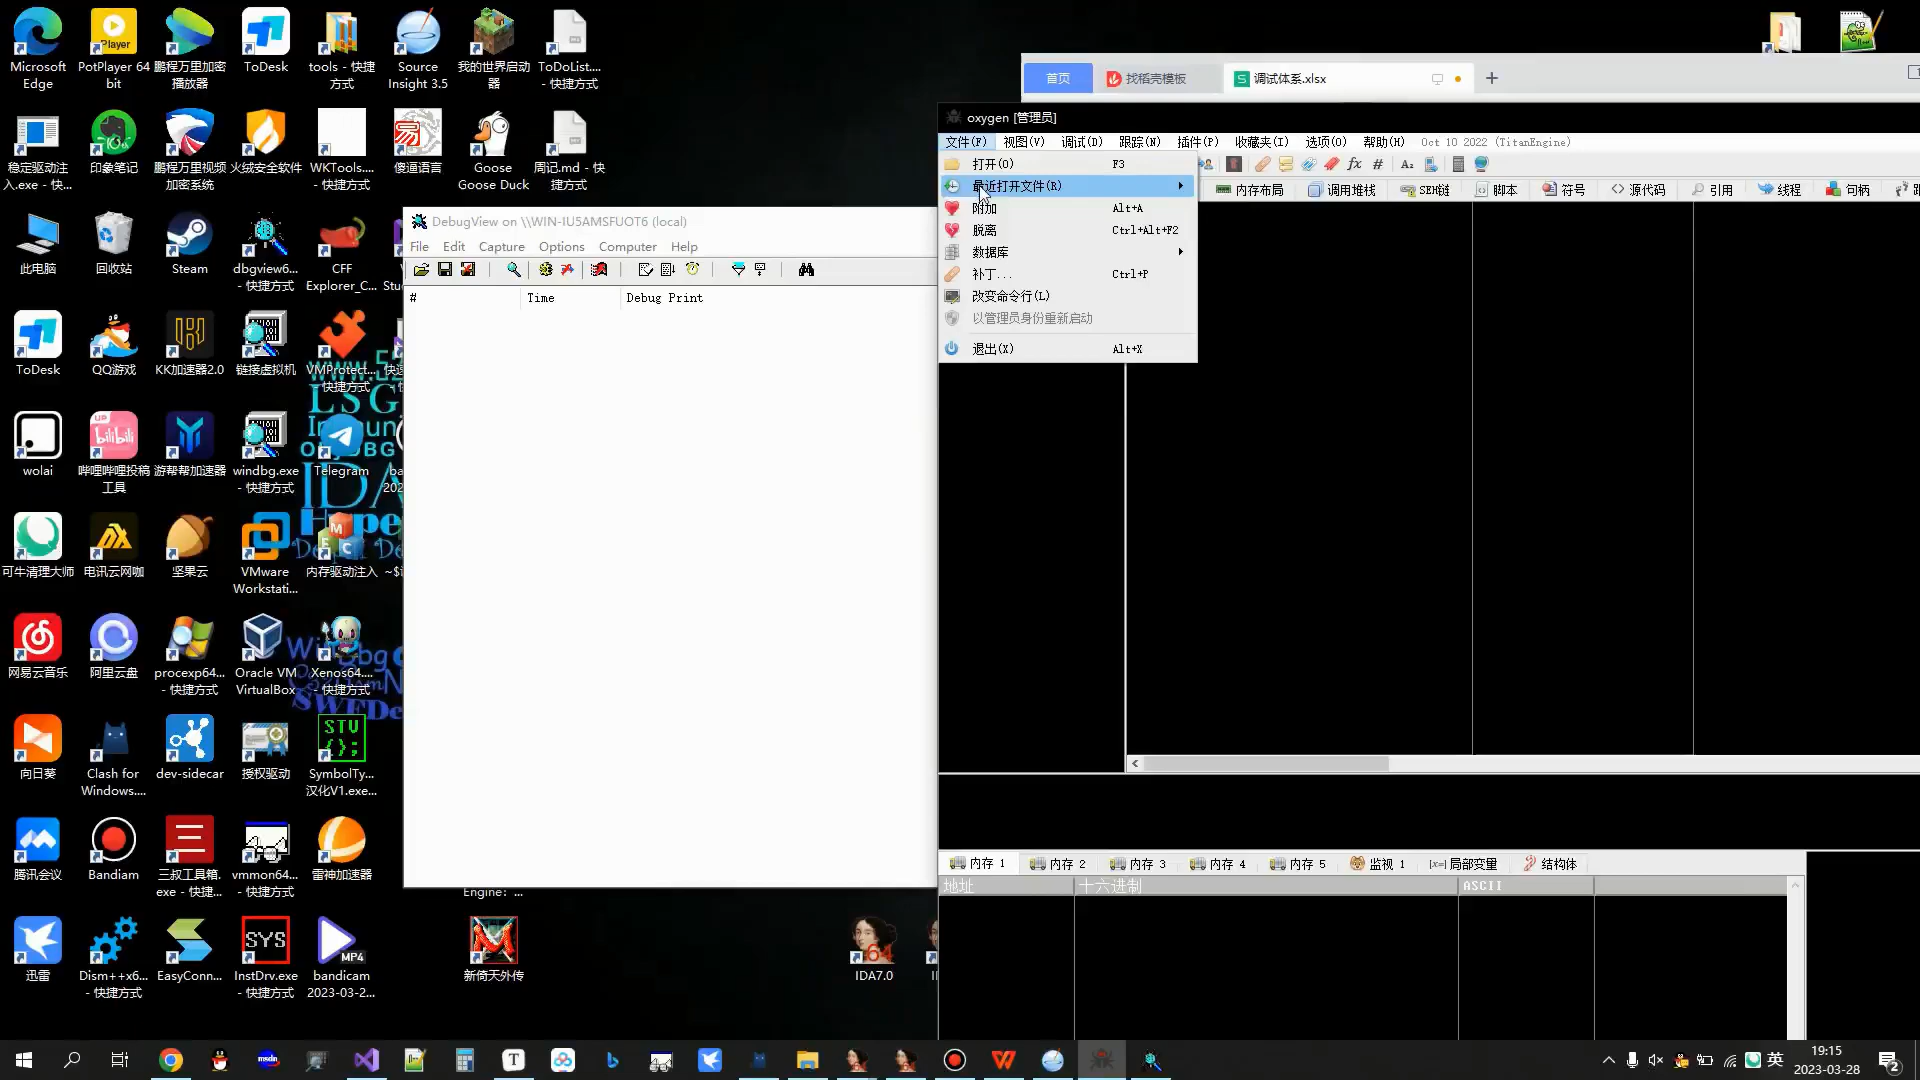 Microsoft Edge
PotPlayer 64 bit
鹏程万里加密播放器
ToDesk
tools - 快捷方式
Source Insight 3.5
我的世界启动器
ToDoList.... - 快捷方式
稳定驱动注入.exe - 快...
印象笔记
鹏程万里视频加密系统
火绒安全软件
WKTools.... - 快捷方式
傻逼语言
Goose Goose Duck
周记.md - 快捷方式
此电脑
回收站
Steam
dbgview6... - 快捷方式
CFF Explorer_C...
ToDesk
QQ游戏
KK加速器2.0
链接虚拟机
VMProtect... - 快捷方式
wolai
哔哩哔哩投稿工具
游帮帮加速器
windbg.exe - 快捷方式
Telegram
可牛清理大师
电讯云网咖
坚果云
VMware Workstati...
内存驱动注入
网易云音乐
阿里云盘
procexp64... - 快捷方式
Oracle VM VirtualBox
Xenos64.... - 快捷方式
向日葵
Clash for Windows....
dev-sidecar
授权驱动
SymbolTy... 汉化V1.exe...
腾讯会议
Bandiam
三叔工具箱.exe - 快捷...
vmmon64... - 快捷方式
雷神加速器
Engine: ...
迅雷
Dism++x6... - 快捷方式
EasyConn...
InstDrv.exe - 快捷方式
bandicam 2023-03-2...
新倚天外传
IDA7.0
DebugView on \\WIN-IU5AMSFUOT6 (local)
File Edit Capture Options Computer Help
# Time Debug Print
首页 找稻壳模板 调试体系.xlsx
oxygen [管理员]
文件(F) 视图(V) 调试(D) 跟踪(N) 插件(P) 收藏夹(I) 选项(O) 帮助(H) Oct 10 2022 (TitanEngine)
打开(O) F3
最近打开文件(R)
附加 Alt+A
脱离 Ctrl+Alt+F2
数据库
补丁... Ctrl+P
改变命令行(L)
以管理员身份重新启动
退出(X) Alt+X
内存布局 调用堆栈 SEH链 脚本 符号 源代码 引用 线程 句柄
内存 1 内存 2 内存 3 内存 4 内存 5 监视 1 局部变量 结构体
地址 十六进制 ASCII
英
19:15
2023-03-28